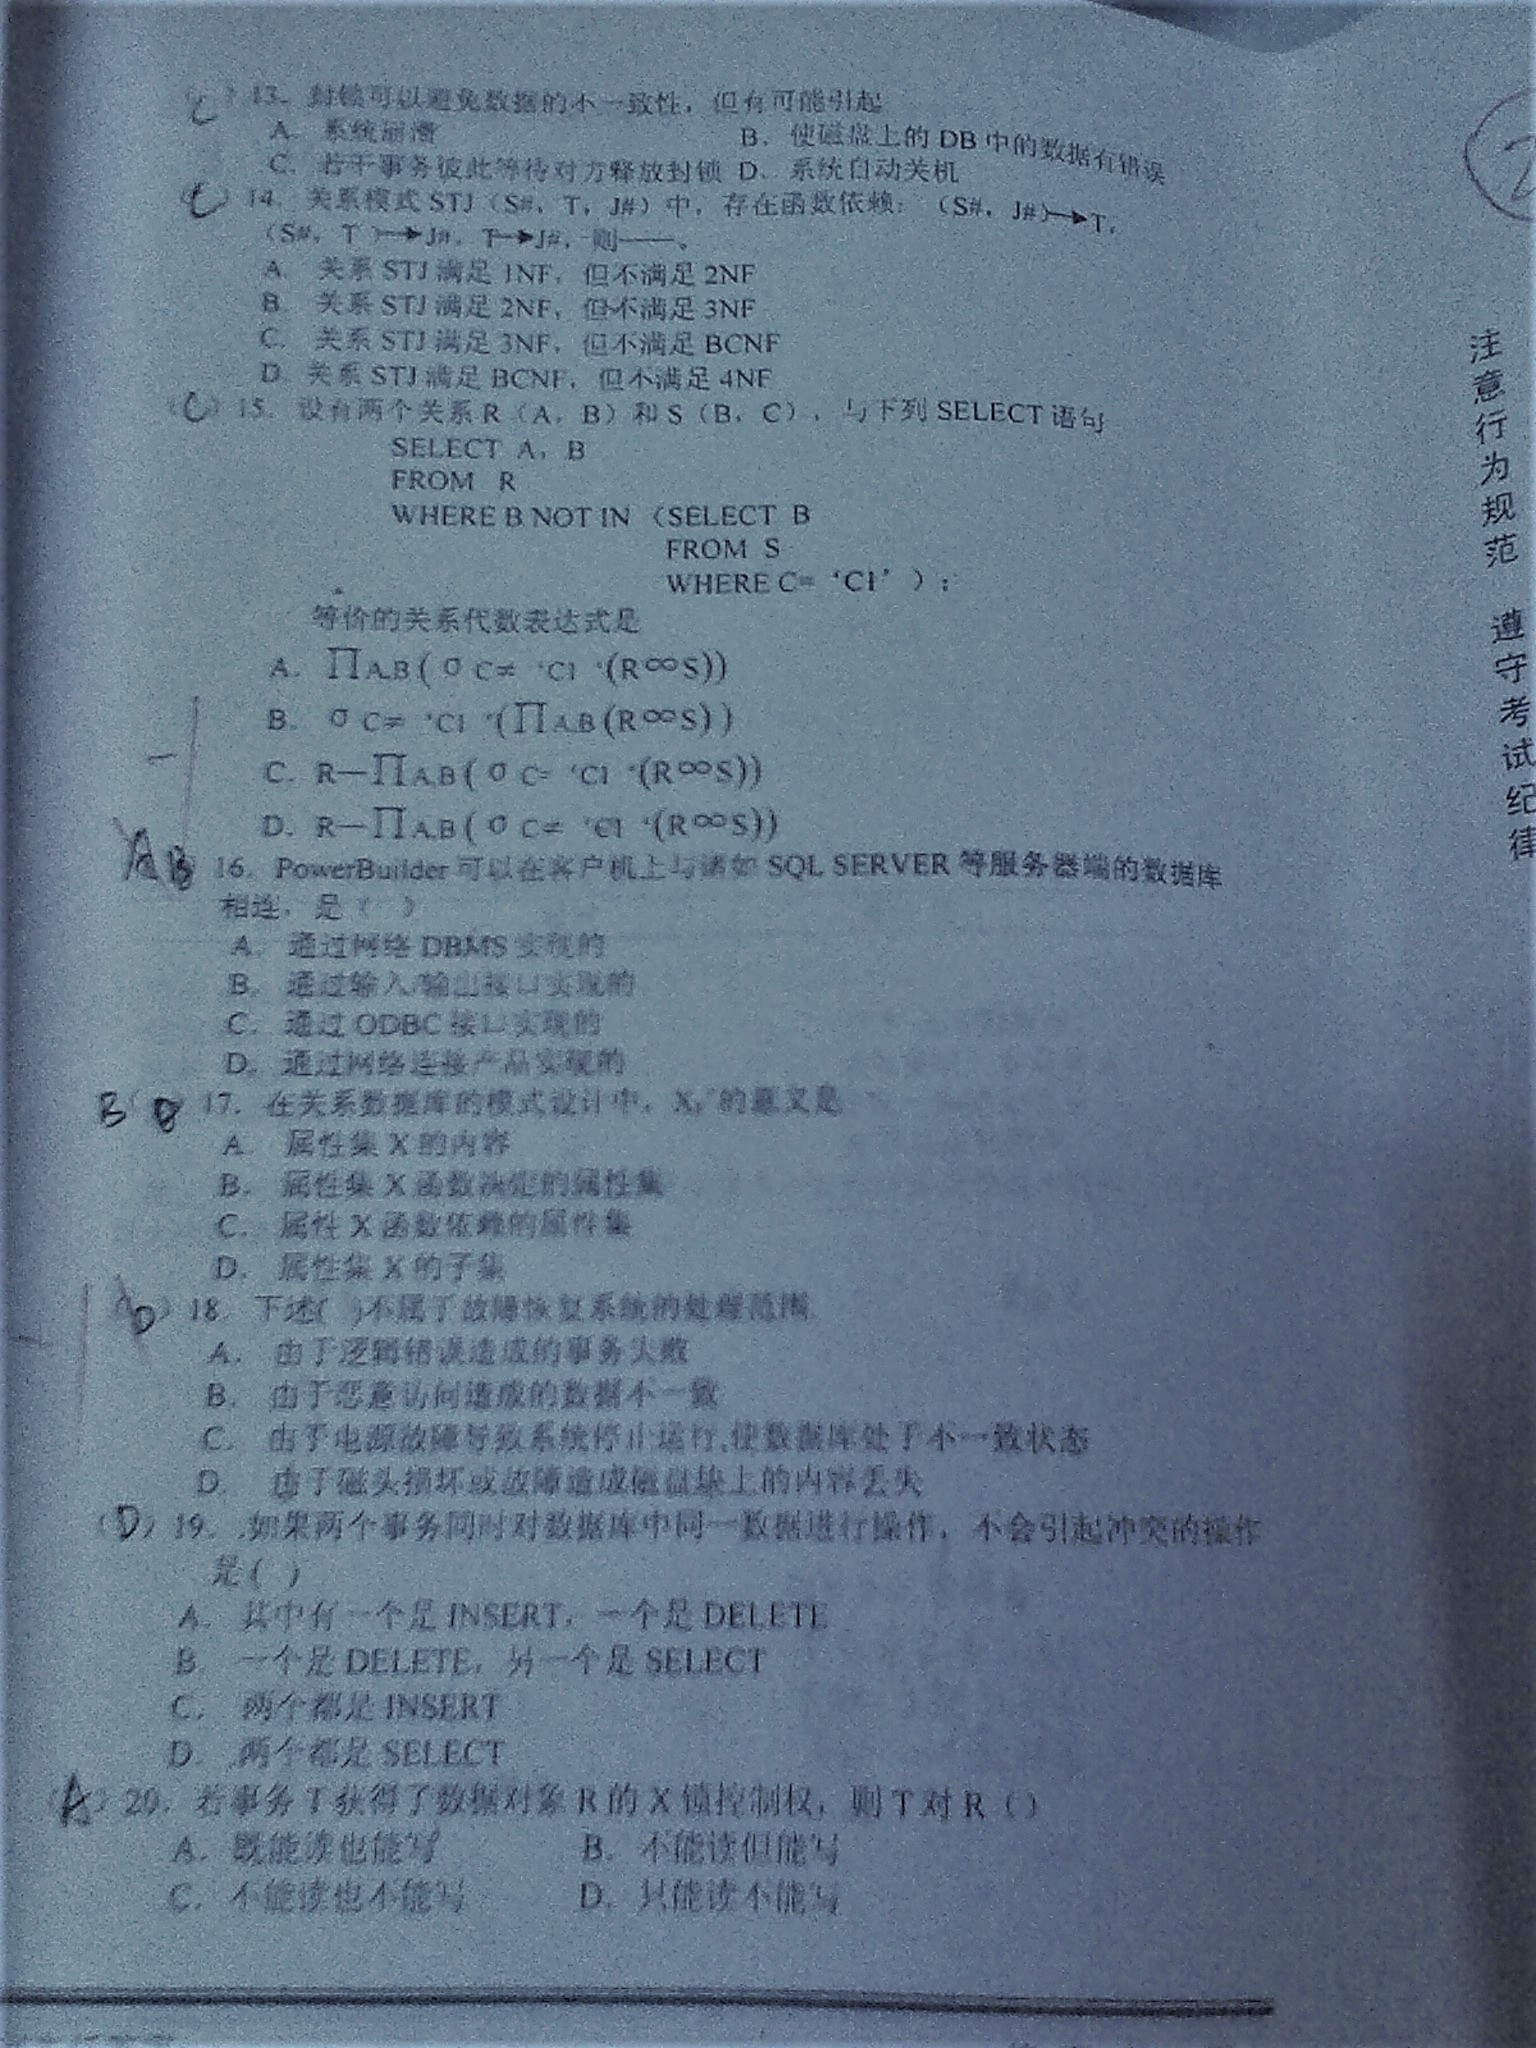 (C) 13. 封锁可以避免数据的不一致性，但有可能引起
A. 系统崩溃 B. 使磁盘上的 DB 中的数据有错误
C. 若干事务彼此等待对方释放封锁 D. 系统自动关机
(C) 14. 关系模式 STJ（S#，T，J#）中，存在函数依赖：（S#，J#）→T，
（S#，T）→J#，T→J#，则——。
A. 关系 STJ 满足 1NF，但不满足 2NF
B. 关系 STJ 满足 2NF，但不满足 3NF
C. 关系 STJ 满足 3NF，但不满足 BCNF
D. 关系 STJ 满足 BCNF，但不满足 4NF
(C) 15. 设有两个关系 R（A，B）和 S（B，C），与下列 SELECT 语句
SELECT A，B
FROM R
WHERE B NOT IN （SELECT B
FROM S
WHERE C= ‘C1’ ）；
等价的关系代数表达式是
A. ∏A,B( σ C≠ ‘C1 ‘(R∞S))
B. σ C≠ ‘C1 ’(∏A,B(R∞S))
C. R—∏A,B( σ C= ‘C1 ‘(R∞S))
D. R—∏A,B( σ C≠ ‘C1 ‘(R∞S))
A B 16. PowerBuilder 可以在客户机上与诸如 SQL SERVER 等服务器端的数据库
相连，是（ ）
A. 通过网络 DBMS 实现的
B. 通过输入/输出接口实现的
C. 通过 ODBC 接口实现的
D. 通过网络连接产品实现的
B 17. 在关系数据库的模式设计中，的意义是
A. 属性集 X 的内容
B. 属性集 X 函数决定的属性集
C. 属性 X 函数依赖的属性集
D. 属性集 X 的子集
D) 18. 下述( )不属于故障恢复系统的处理范围
A. 由于逻辑错误造成的事务失败
B. 由于恶意访问造成的数据不一致
C. 由于电源故障导致系统停止运行,使数据库处于不一致状态
D. 由于磁头损坏或故障造成磁盘块上的内容丢失
(D) 19. 如果两个事务同时对数据库中同一数据进行操作，不会引起冲突的操作
是( )
A. 其中有一个是 INSERT，一个是 DELETE
B. 一个是 DELETE，另一个是 SELECT
C. 两个都是 INSERT
D. 两个都是 SELECT
(A) 20. 若事务 T 获得了数据对象 R 的 X 锁控制权，则 T 对 R（）
A. 既能读也能写 B. 不能读但能写
C. 不能读也不能写 D. 只能读不能写
注意行为规范 遵守考试纪律